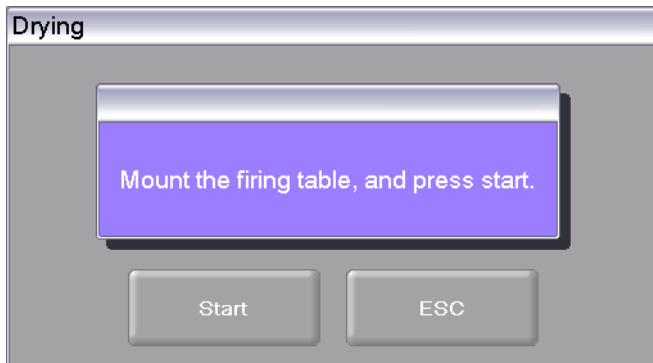 Drying
Mount the firing table, and press start.
Start
ESC